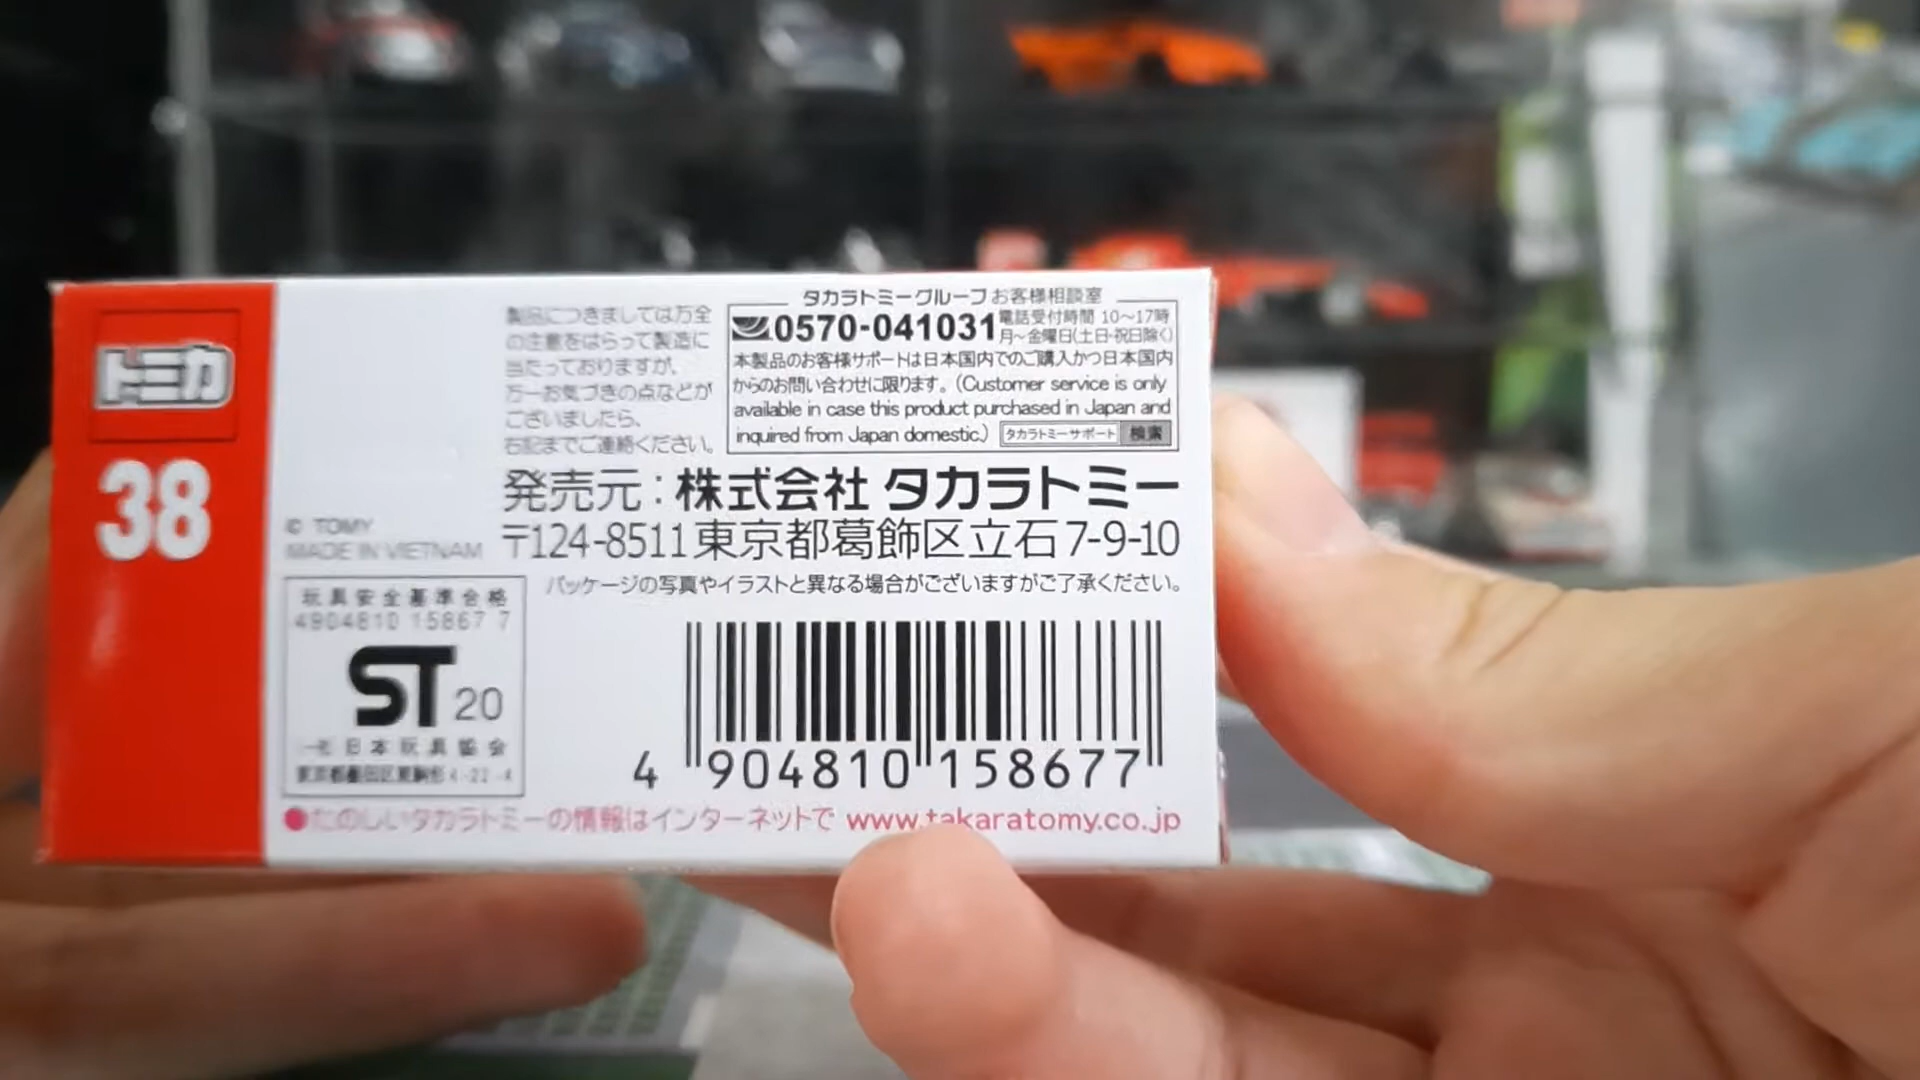 トミカ
38
製品につきましては万全
の注意をはらって製造に
当たっておりますが、
万一お気づきの点などが
ございましたら、
右記までご連絡ください。
タカラトミーグループお客様相談室
0570-041031
電話受付時間 10〜17時
月〜金曜日(土日・祝日除く)
本製品のお客様サポートは日本国内でのご購入かつ日本国内
からのお問い合わせに限ります。(Customer service is only
available in case this product purchased in Japan and
inquired from Japan domestic.) タカラトミーサポート 検索
発売元:株式会社 タカラトミー
〒124-8511 東京都葛飾区立石7-9-10
© TOMY
MADE IN VIETNAM
パッケージの写真やイラストと異なる場合がございますがご了承ください。
玩具安全基準合格
4904810 15867 7
ST 20
一社 日本玩具協会
東京都墨田区東駒形4-22-4
4 904810 158677
●たのしいタカラトミーの情報はインターネットで www.takaratomy.co.jp